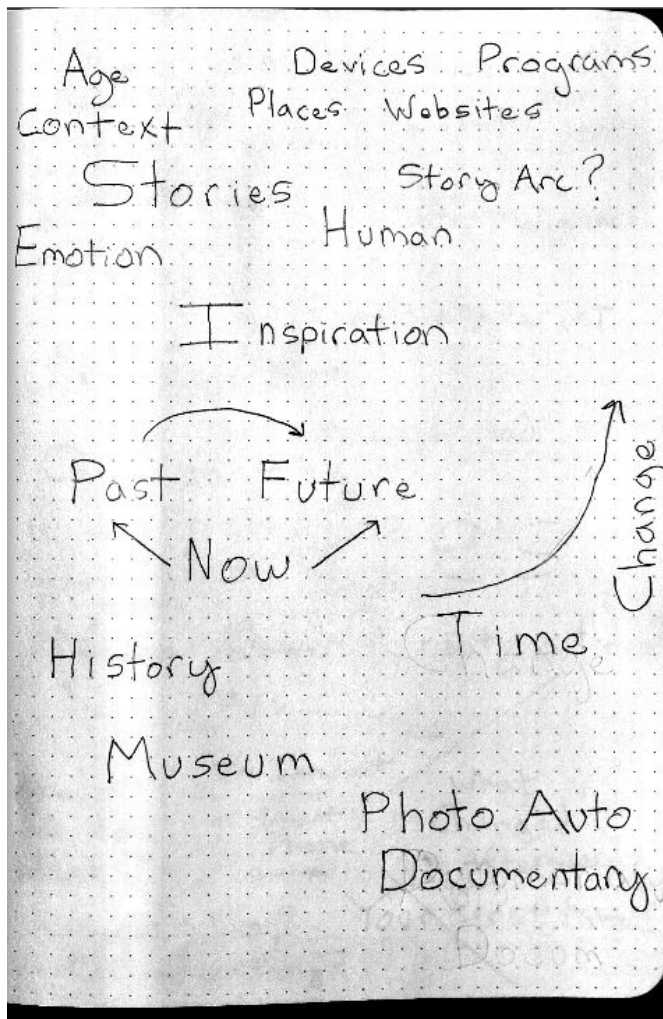 Age
Devices Programs
Context
Places Websites
Stories
Story Arc?
Emotion
Human
Inspiration
Past Future
Now
Change
Time
History
Museum
Photo Auto
Documentary